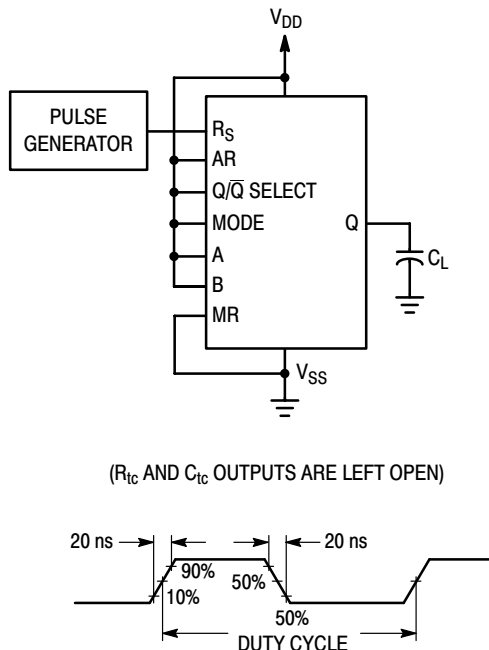 V_DD
PULSE
GENERATOR
R_S
AR
Q/Q̅ SELECT
MODE
Q
A
C_L
B
MR
V_SS
(R_tc AND C_tc OUTPUTS ARE LEFT OPEN)
20 ns
20 ns
90%
50%
10%
50%
DUTY CYCLE